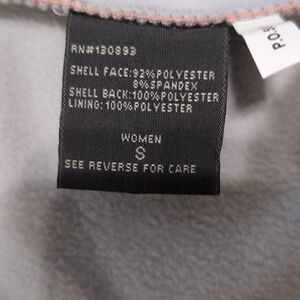 RN#130893
SHELL FACE:92%POLYESTER
8%SPANDEX
SHELL BACK:100%POLYESTER
LINING:100%POLYESTER
WOMEN
S
SEE REVERSE FOR CARE